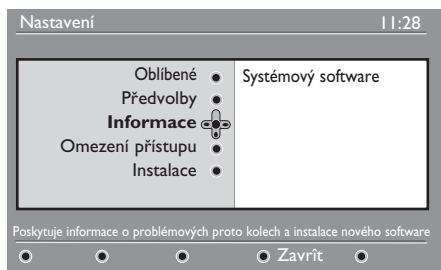 Nastavení 11:28
Oblíbené Systémový software
Předvolby
Informace
Omezení přístupu
Instalace
Poskytuje informace o problémových proto kolech a instalace nového software
Zavrît